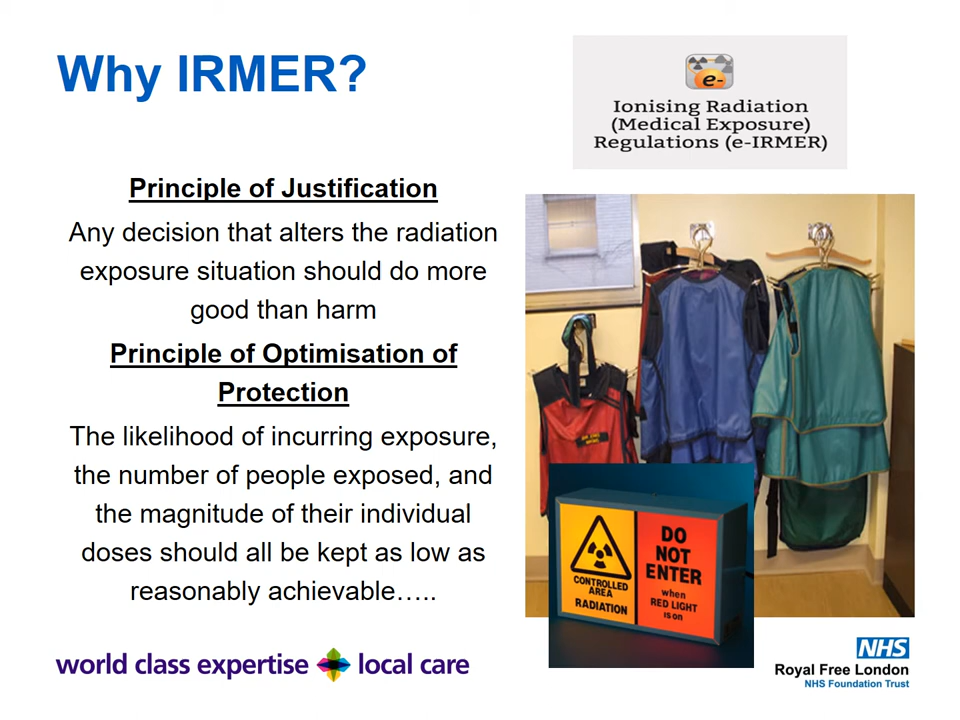 Why IRMER?
e-
Ionising Radiation
(Medical Exposure)
Regulations (e-IRMER)
Principle of Justification
Any decision that alters the radiation
exposure situation should do more
good than harm
Principle of Optimisation of
Protection
The likelihood of incurring exposure,
the number of people exposed, and
the magnitude of their individual
doses should all be kept as low as
reasonably achievable…..
CONTROLLED
AREA
RADIATION
DO
NOT
ENTER
when
RED LIGHT
is on
world class expertise local care
NHS
Royal Free London
NHS Foundation Trust